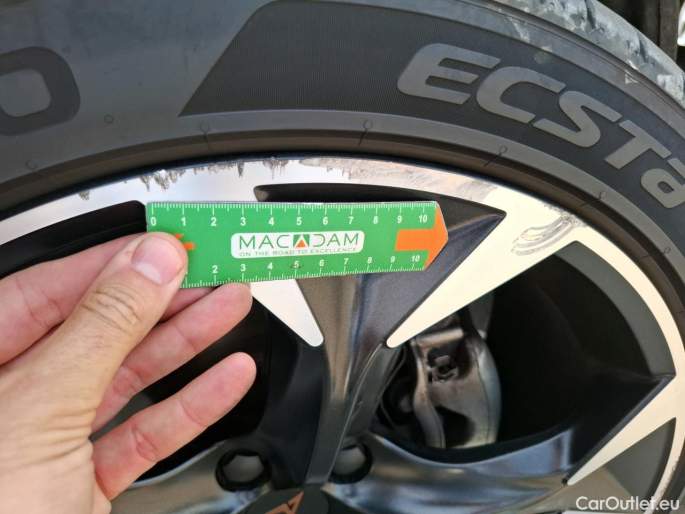 O
ECSTA
0 1 2 3 4 5 6 7 8 9 10
MACADAM
ON THE ROAD TO EXCELLENCE
2 3 4 5 6 7 8 9 10
CarOutlet.eu